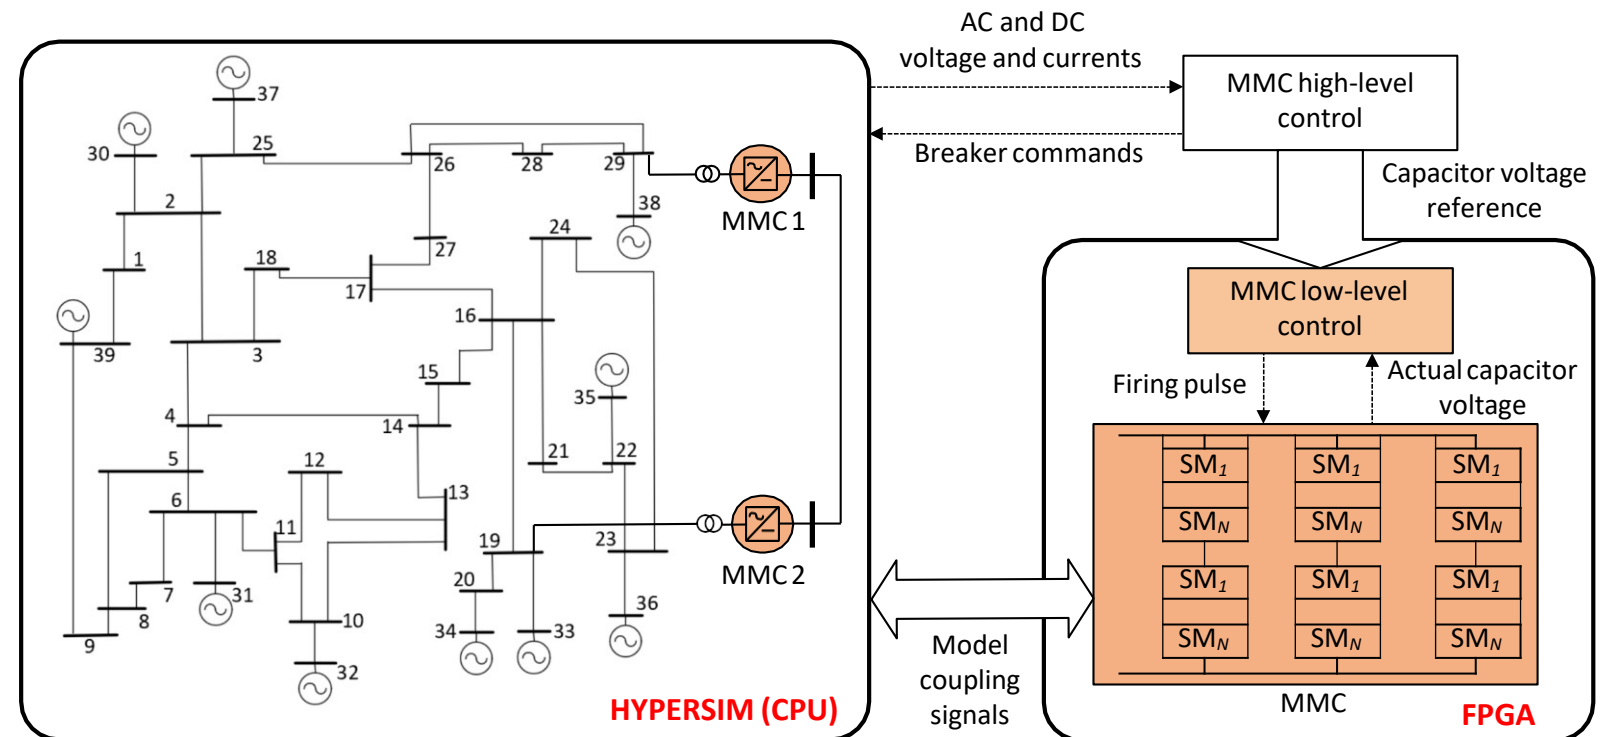 AC and DC
voltage and currents
MMC high-level
control
Breaker commands
Capacitor voltage
reference
MMC low-level
control
Firing pulse
Actual capacitor
voltage
SM1 SM1 SM1
SMN SMN SMN
SM1 SM1 SM1
SMN SMN SMN
MMC
FPGA
Model
coupling
signals
37
30
25
26
28
29
MMC 1
38
2
24
27
1
18
17
16
39
3
15
35
4
14
21
22
5
12
13
6
11
19
23
MMC 2
20
7
31
8
10
36
9
34
33
32
HYPERSIM (CPU)